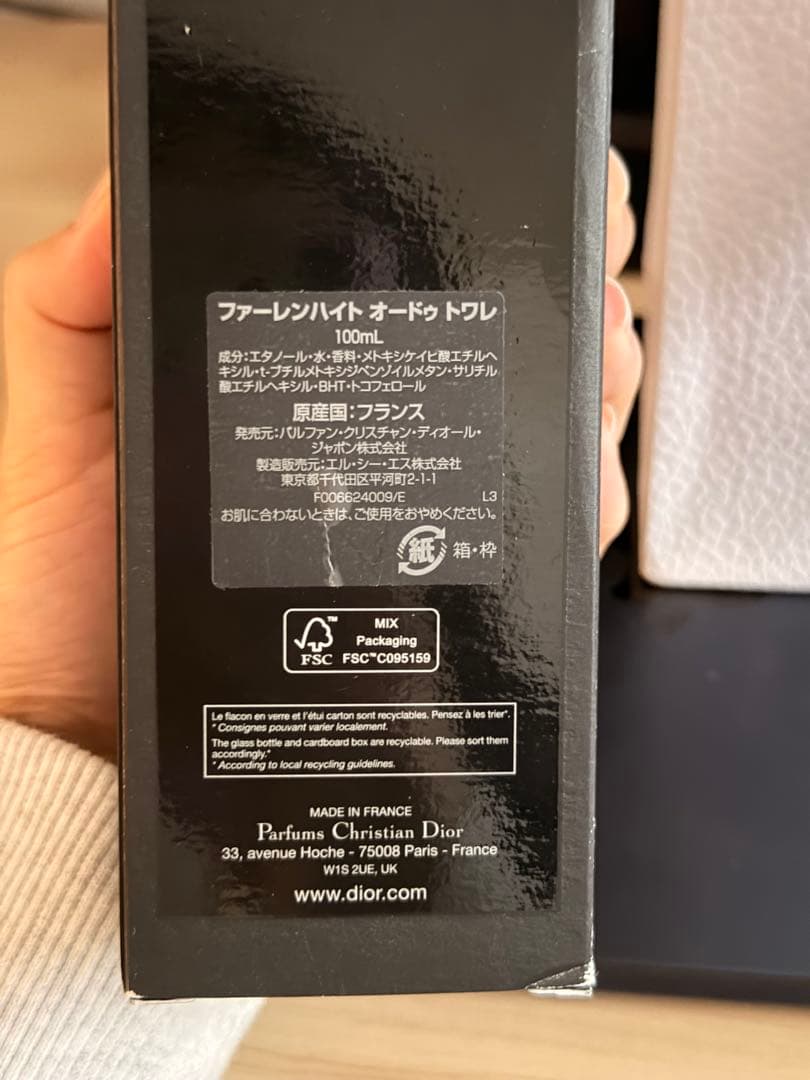 ファーレンハイト オードゥ トワレ
100mL
成分:エタノール・水・香料・メトキシケイヒ酸エチルヘ
キシル・t-ブチルメトキシジベンゾイルメタン・サリチル
酸エチルヘキシル・BHT・トコフェロール
原産国:フランス
発売元:パルファン・クリスチャン・ディオール・
ジャポン株式会社
製造販売元:エル・シー・エス株式会社
東京都千代田区平河町2-1-1
F006624009/E L3
お肌に合わないときは、ご使用をおやめください。
紙 箱・枠
MIX
Packaging
FSC™ FSC™C095159
Le flacon en verre et l'étui carton sont recyclables. Pensez à les trier*.
* Consignes pouvant varier localement.
The glass bottle and cardboard box are recyclable. Please sort them
accordingly.*
* According to local recycling guidelines.
MADE IN FRANCE
Parfums Christian Dior
33, avenue Hoche - 75008 Paris - France
W1S 2UE, UK
www.dior.com